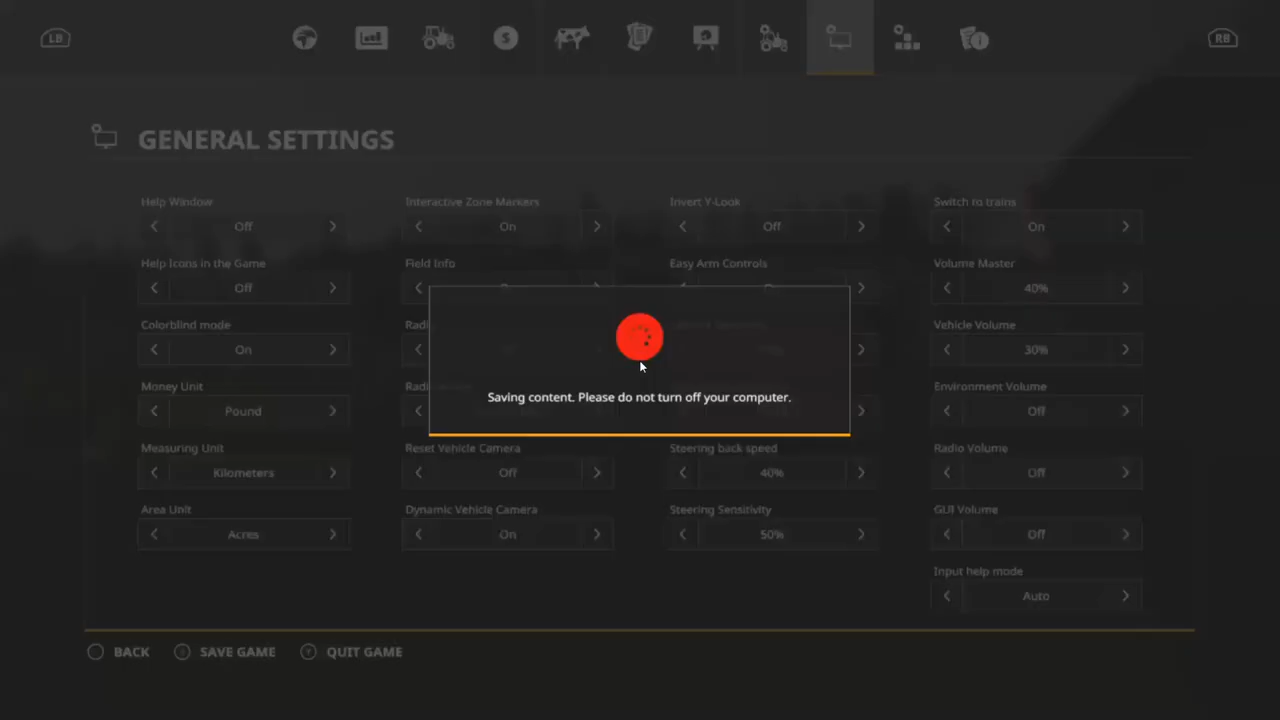 LB
RB
GENERAL SETTINGS
Help Window
Off
Interactive Zone Markers
On
Invert Y-Look
Off
Switch to trains
On
Help Icons in the Game
Off
Field Info
Easy Arm Controls
Volume Master
40%
Colorblind mode
On
Vehicle Volume
30%
Saving content. Please do not turn off your computer.
Money Unit
Pound
Environment Volume
Off
Measuring Unit
Kilometers
Reset Vehicle Camera
Off
Steering back speed
40%
Radio Volume
Off
Area Unit
Acres
Dynamic Vehicle Camera
On
Steering Sensitivity
50%
GUI Volume
Off
Input help mode
Auto
BACK
SAVE GAME
QUIT GAME